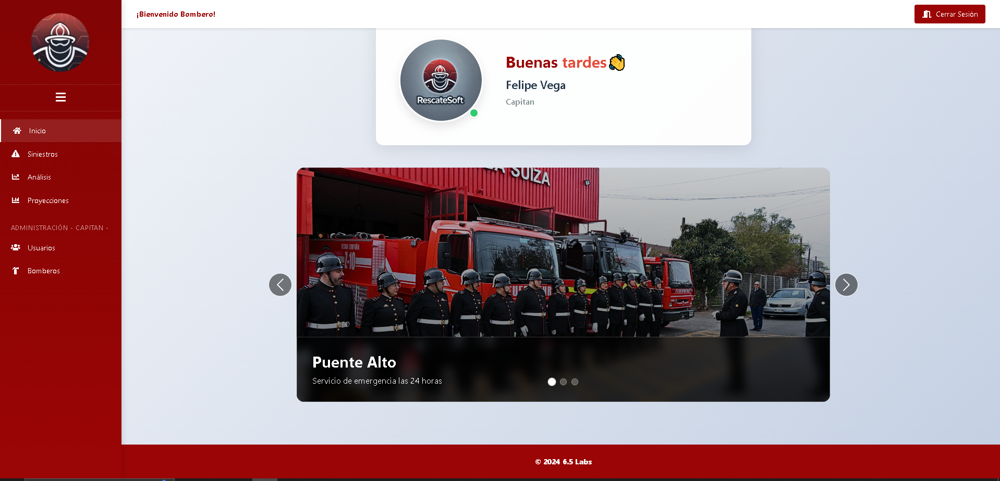 ¡Bienvenido Bombero!
Cerrar Sesión
Inicio
Siniestros
Análisis
Proyecciones
ADMINISTRACIÓN - CAPITAN -
Usuarios
Bomberos
RescateSoft
Buenas tardes👏
Felipe Vega
Capitan
SUIZA
Z-10
Puente Alto
Servicio de emergencia las 24 horas
© 2024 6.5 Labs